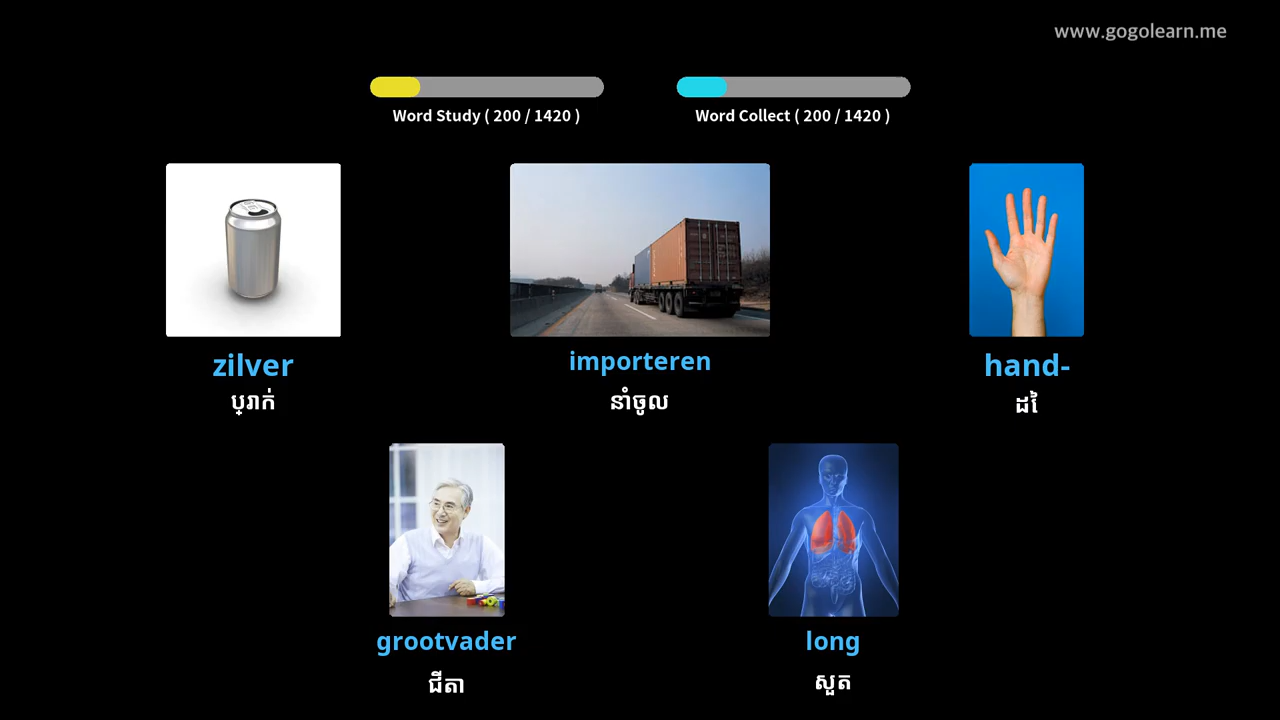 www.gogolearn.me
Word Study ( 200 / 1420 )
Word Collect ( 200 / 1420 )
zilver
ប្រាក់
importeren
នាំចូល
hand-
ដៃ
grootvader
ជីតា
long
សួត